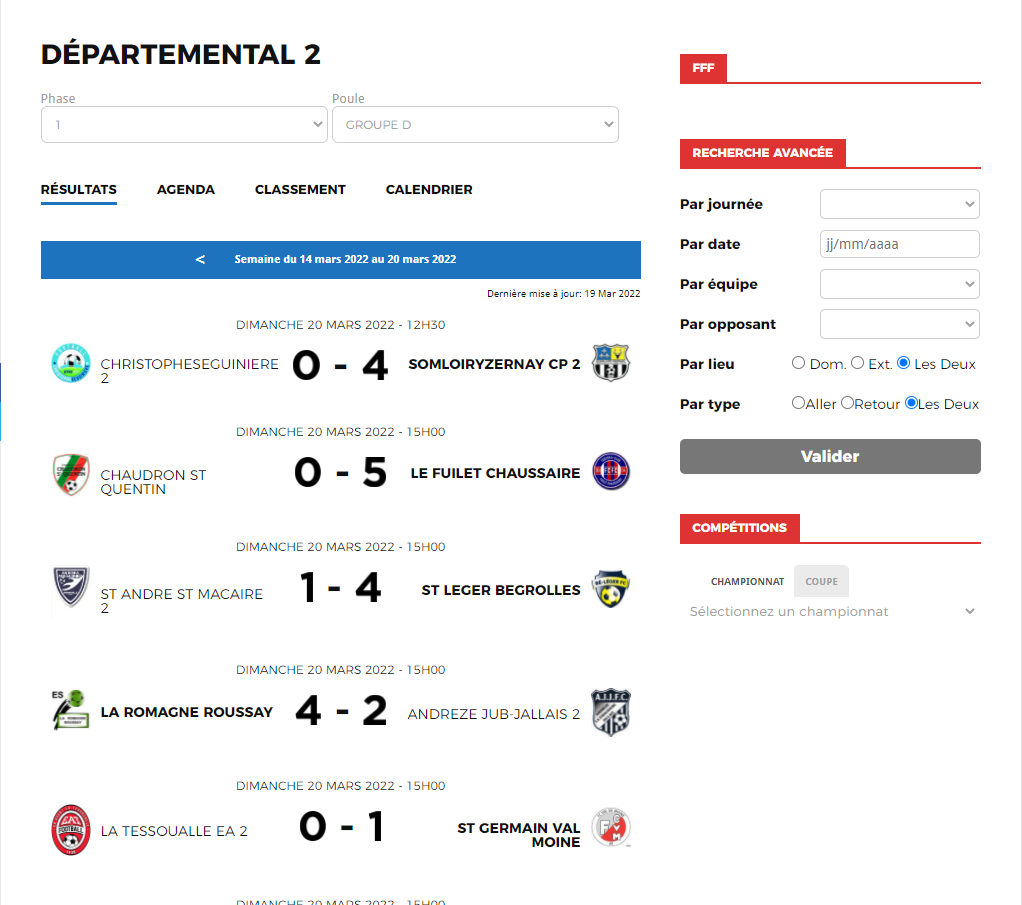 DÉPARTEMENTAL 2
Phase
Poule
1
GROUPE D
RÉSULTATS AGENDA CLASSEMENT CALENDRIER
< Semaine du 14 mars 2022 au 20 mars 2022
Dernière mise à jour: 19 Mar 2022
DIMANCHE 20 MARS 2022 - 12H30
CHRISTOPHESEGUINIERE
2
0 - 4
SOMLOIRYZERNAY CP 2
DIMANCHE 20 MARS 2022 - 15H00
CHAUDRON ST
QUENTIN
0 - 5
LE FUILET CHAUSSAIRE
DIMANCHE 20 MARS 2022 - 15H00
ST ANDRE ST MACAIRE
2
1 - 4
ST LEGER BEGROLLES
DIMANCHE 20 MARS 2022 - 15H00
ES
LA ROMAGNE ROUSSAY
4 - 2
ANDREZE JUB-JALLAIS 2
A.J.J.F.C
DIMANCHE 20 MARS 2022 - 15H00
FOOTBALL
LA TESSOUALLE EA 2
0 - 1
ST GERMAIN VAL
MOINE
DIMANCHE 20 MARS 2022 - 15H00
FFF
RECHERCHE AVANCÉE
Par journée
Par date jj/mm/aaaa
Par équipe
Par opposant
Par lieu Dom. Ext. Les Deux
Par type Aller Retour Les Deux
Valider
COMPÉTITIONS
CHAMPIONNAT COUPE
Sélectionnez un championnat